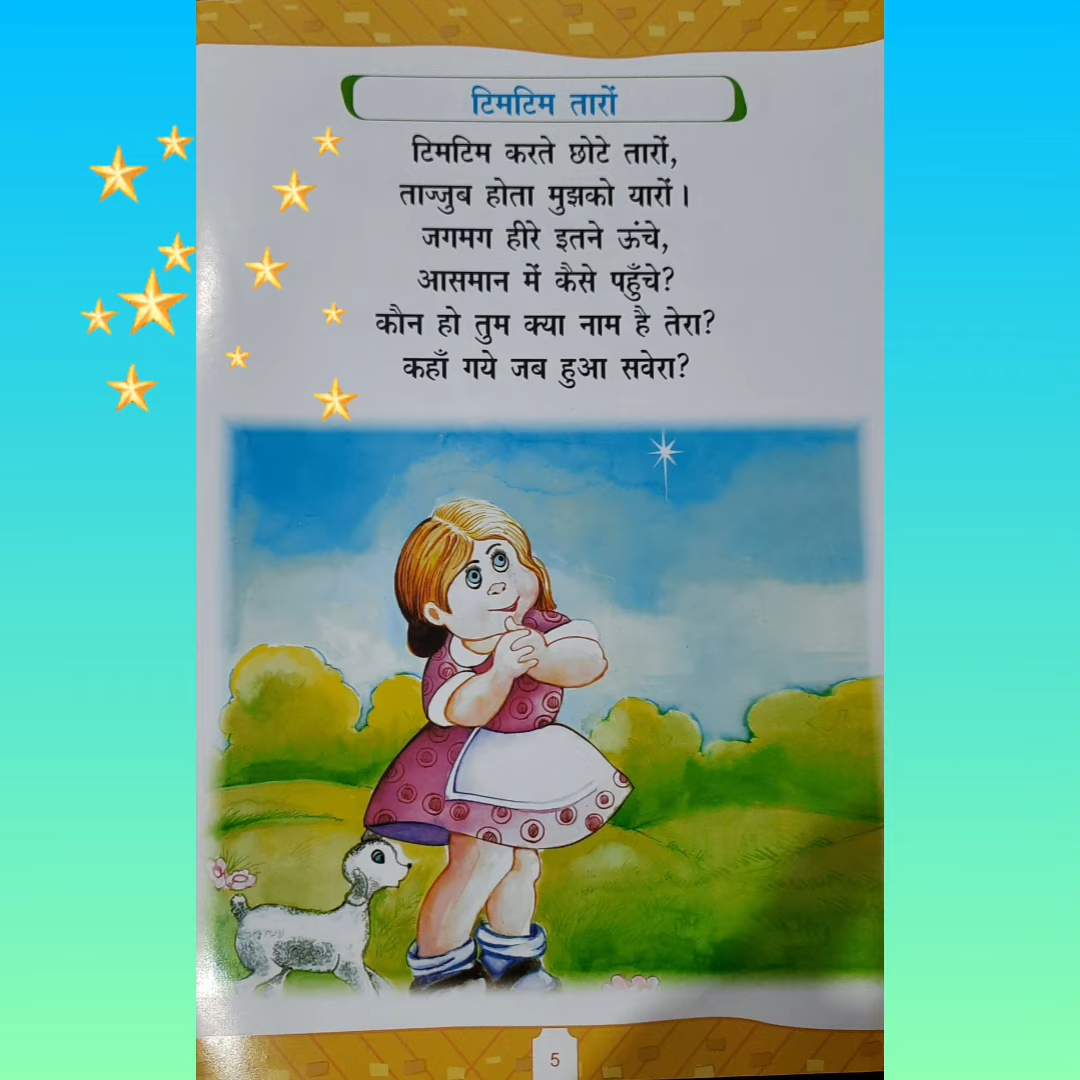 टिमटिम तारों
टिमटिम करते छोटे तारों,
ताज्जुब होता मुझको यारों।
जगमग हीरे इतने ऊंचे,
आसमान में कैसे पहुँचे?
कौन हो तुम क्या नाम है तेरा?
कहाँ गये जब हुआ सवेरा?
5